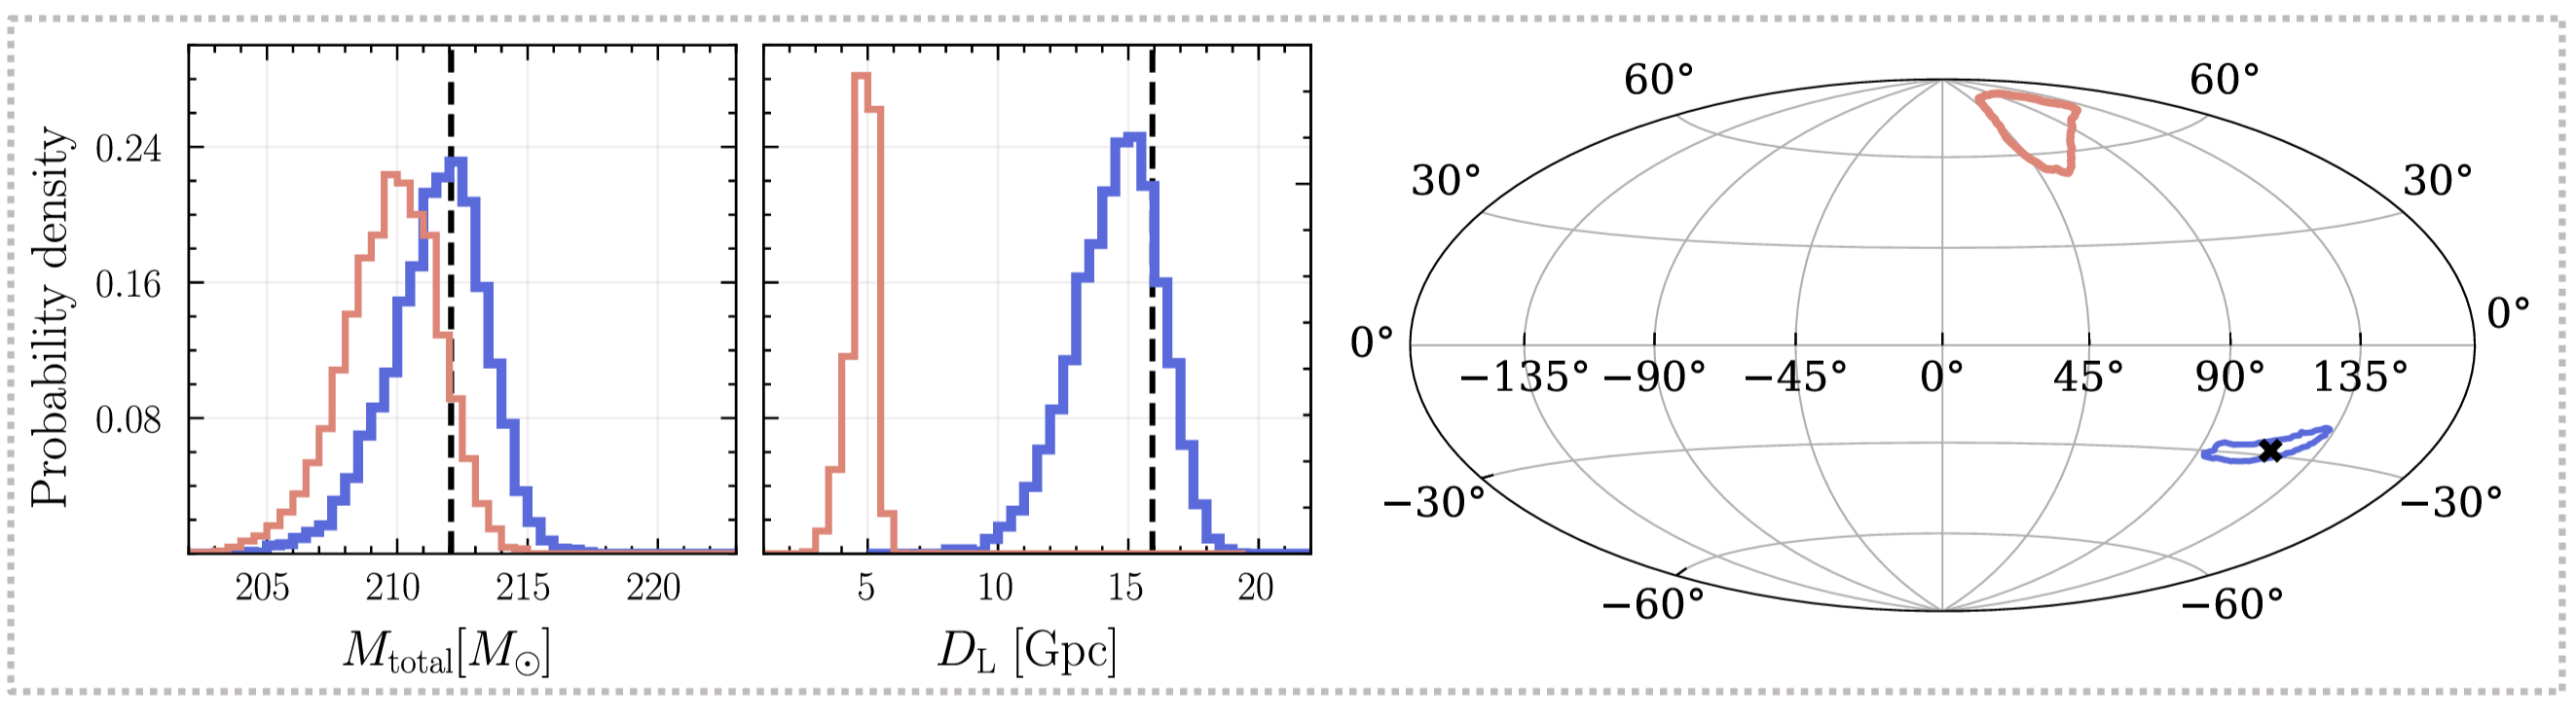 Probability density
0.24
0.16
0.08
205 210 215 220
M_total[M_⊙]
5 10 15 20
D_L [Gpc]
60° 60°
30° 30°
0° 0°
−135° −90° −45° 0° 45° 90° 135°
−30° −30°
−60° −60°